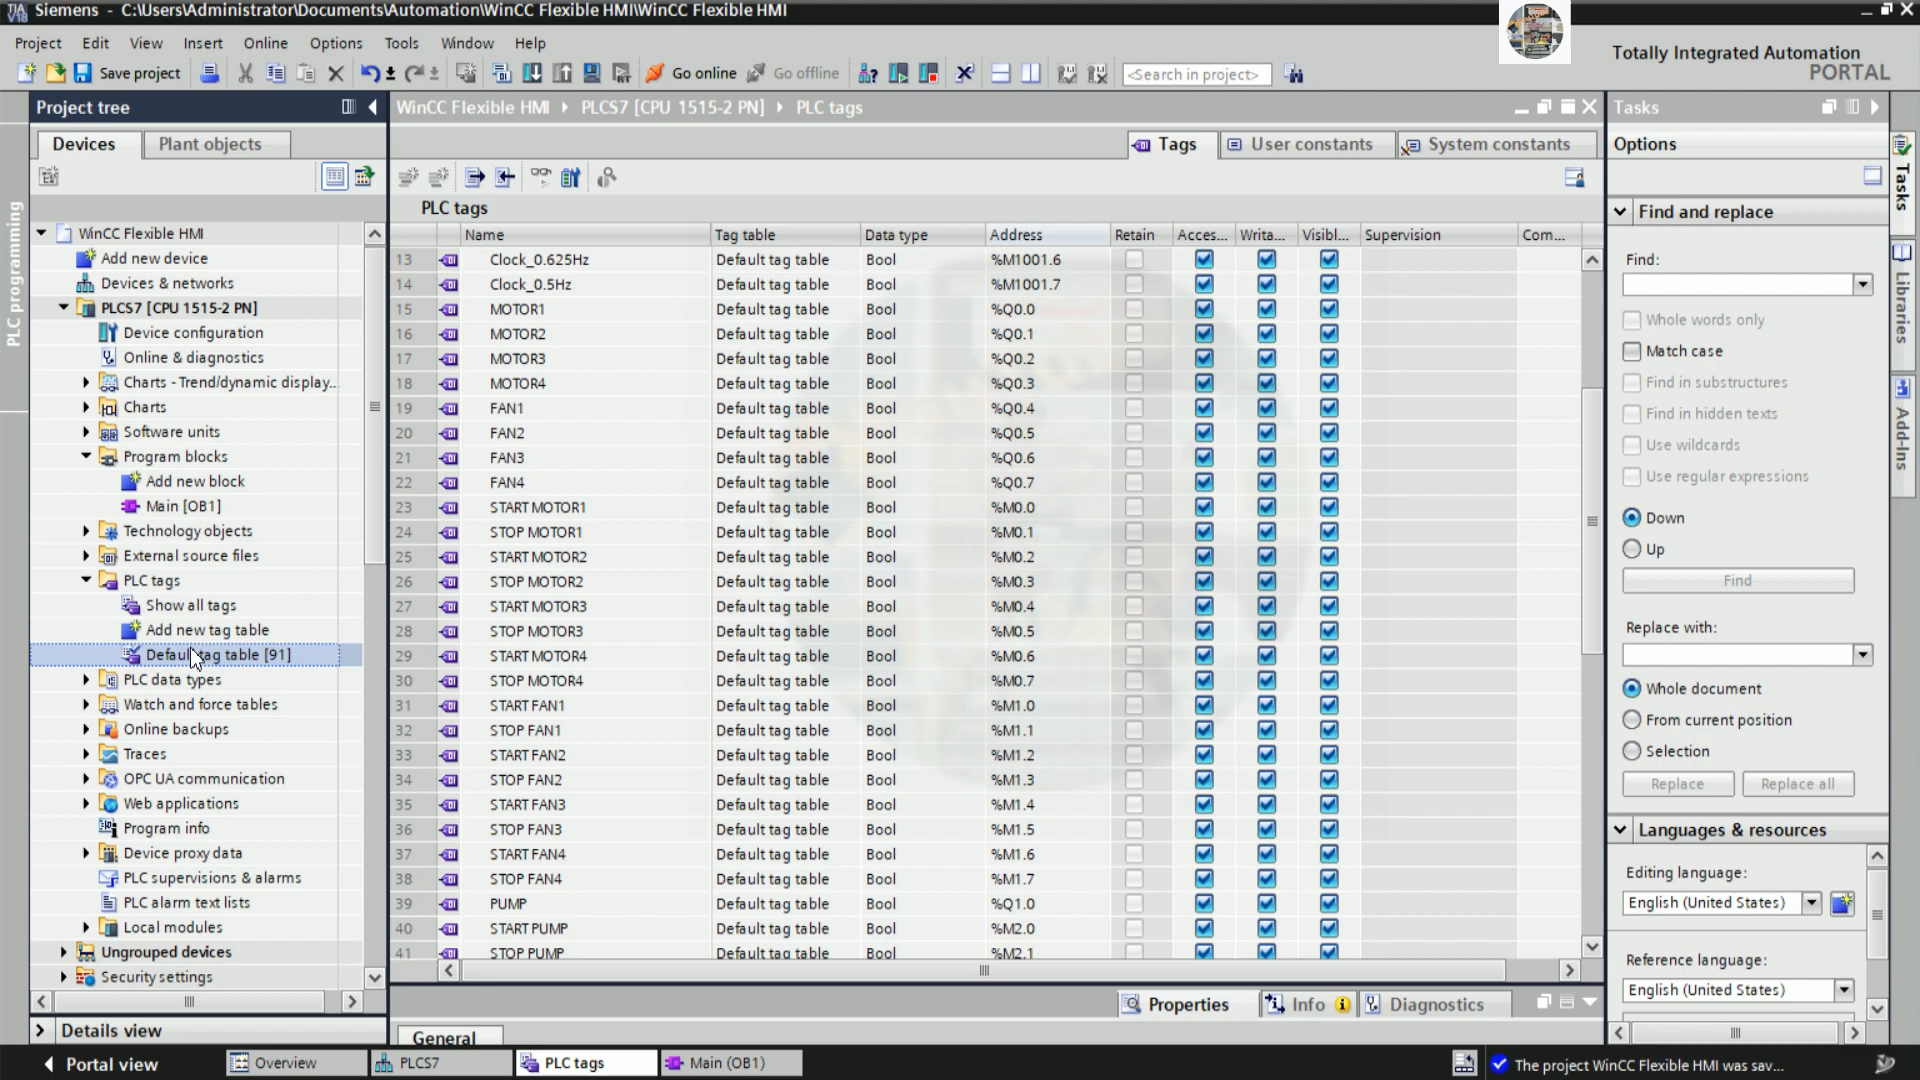 Siemens - C:\Users\Administrator\Documents\Automation\WinCC Flexible HMI\WinCC Flexible HMI
Project Edit View Insert Online Options Tools Window Help
Totally Integrated Automation
PORTAL
Save project Go online Go offline <Search in project>
Project tree
WinCC Flexible HMI PLCS7 [CPU 1515-2 PN] PLC tags
Tasks
Devices Plant objects
Tags User constants System constants
Options
PLC programming
PLC tags
Find and replace
Name Tag table Data type Address Retain Acces... Writa... Visibl... Supervision Com...
13 Clock_0.625Hz Default tag table Bool %M1001.6
14 Clock_0.5Hz Default tag table Bool %M1001.7
15 MOTOR1 Default tag table Bool %Q0.0
16 MOTOR2 Default tag table Bool %Q0.1
17 MOTOR3 Default tag table Bool %Q0.2
18 MOTOR4 Default tag table Bool %Q0.3
19 FAN1 Default tag table Bool %Q0.4
20 FAN2 Default tag table Bool %Q0.5
21 FAN3 Default tag table Bool %Q0.6
22 FAN4 Default tag table Bool %Q0.7
23 START MOTOR1 Default tag table Bool %M0.0
24 STOP MOTOR1 Default tag table Bool %M0.1
25 START MOTOR2 Default tag table Bool %M0.2
26 STOP MOTOR2 Default tag table Bool %M0.3
27 START MOTOR3 Default tag table Bool %M0.4
28 STOP MOTOR3 Default tag table Bool %M0.5
29 START MOTOR4 Default tag table Bool %M0.6
30 STOP MOTOR4 Default tag table Bool %M0.7
31 START FAN1 Default tag table Bool %M1.0
32 STOP FAN1 Default tag table Bool %M1.1
33 START FAN2 Default tag table Bool %M1.2
34 STOP FAN2 Default tag table Bool %M1.3
35 START FAN3 Default tag table Bool %M1.4
36 STOP FAN3 Default tag table Bool %M1.5
37 START FAN4 Default tag table Bool %M1.6
38 STOP FAN4 Default tag table Bool %M1.7
39 PUMP Default tag table Bool %Q1.0
40 START PUMP Default tag table Bool %M2.0
41 STOP PUMP Default tag table Bool %M2.1
WinCC Flexible HMI
Add new device
Devices & networks
PLCS7 [CPU 1515-2 PN]
Device configuration
Online & diagnostics
Charts - Trend/dynamic display...
Charts
Software units
Program blocks
Add new block
Main [OB1]
Technology objects
External source files
PLC tags
Show all tags
Add new tag table
Default tag table [91]
PLC data types
Watch and force tables
Online backups
Traces
OPC UA communication
Web applications
Program info
Device proxy data
PLC supervisions & alarms
PLC alarm text lists
Local modules
Ungrouped devices
Security settings
Details view
Find:
Whole words only
Match case
Find in substructures
Find in hidden texts
Use wildcards
Use regular expressions
Down
Up
Find
Replace with:
Whole document
From current position
Selection
Replace Replace all
Languages & resources
Editing language:
English (United States)
Reference language:
English (United States)
Tasks
Libraries
Add-Ins
Properties Info Diagnostics
General
Portal view Overview PLCS7 PLC tags Main (OB1) The project WinCC Flexible HMI was sav...